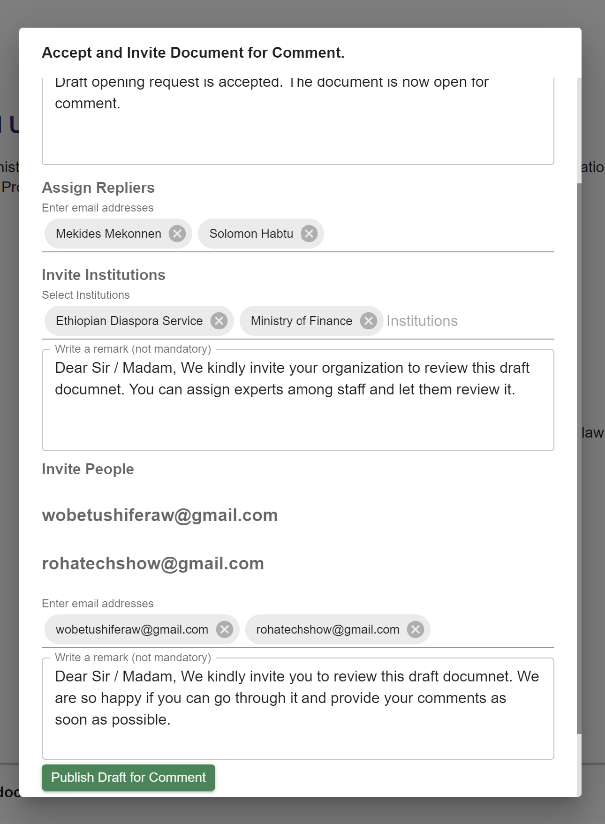 Accept and Invite Document for Comment.
Draft opening request is accepted. The document is now open for
comment.
Assign Repliers
Enter email addresses
Mekides Mekonnen
Solomon Habtu
Invite Institutions
Select Institutions
Ethiopian Diaspora Service
Ministry of Finance
Institutions
Write a remark (not mandatory)
Dear Sir / Madam, We kindly invite your organization to review this draft
documnet. You can assign experts among staff and let them review it.
law
Invite People
wobetushiferaw@gmail.com
rohatechshow@gmail.com
Enter email addresses
wobetushiferaw@gmail.com
rohatechshow@gmail.com
Write a remark (not mandatory)
Dear Sir / Madam, We kindly invite you to review this draft documnet. We
are so happy if you can go through it and provide your comments as
soon as possible.
Publish Draft for Comment